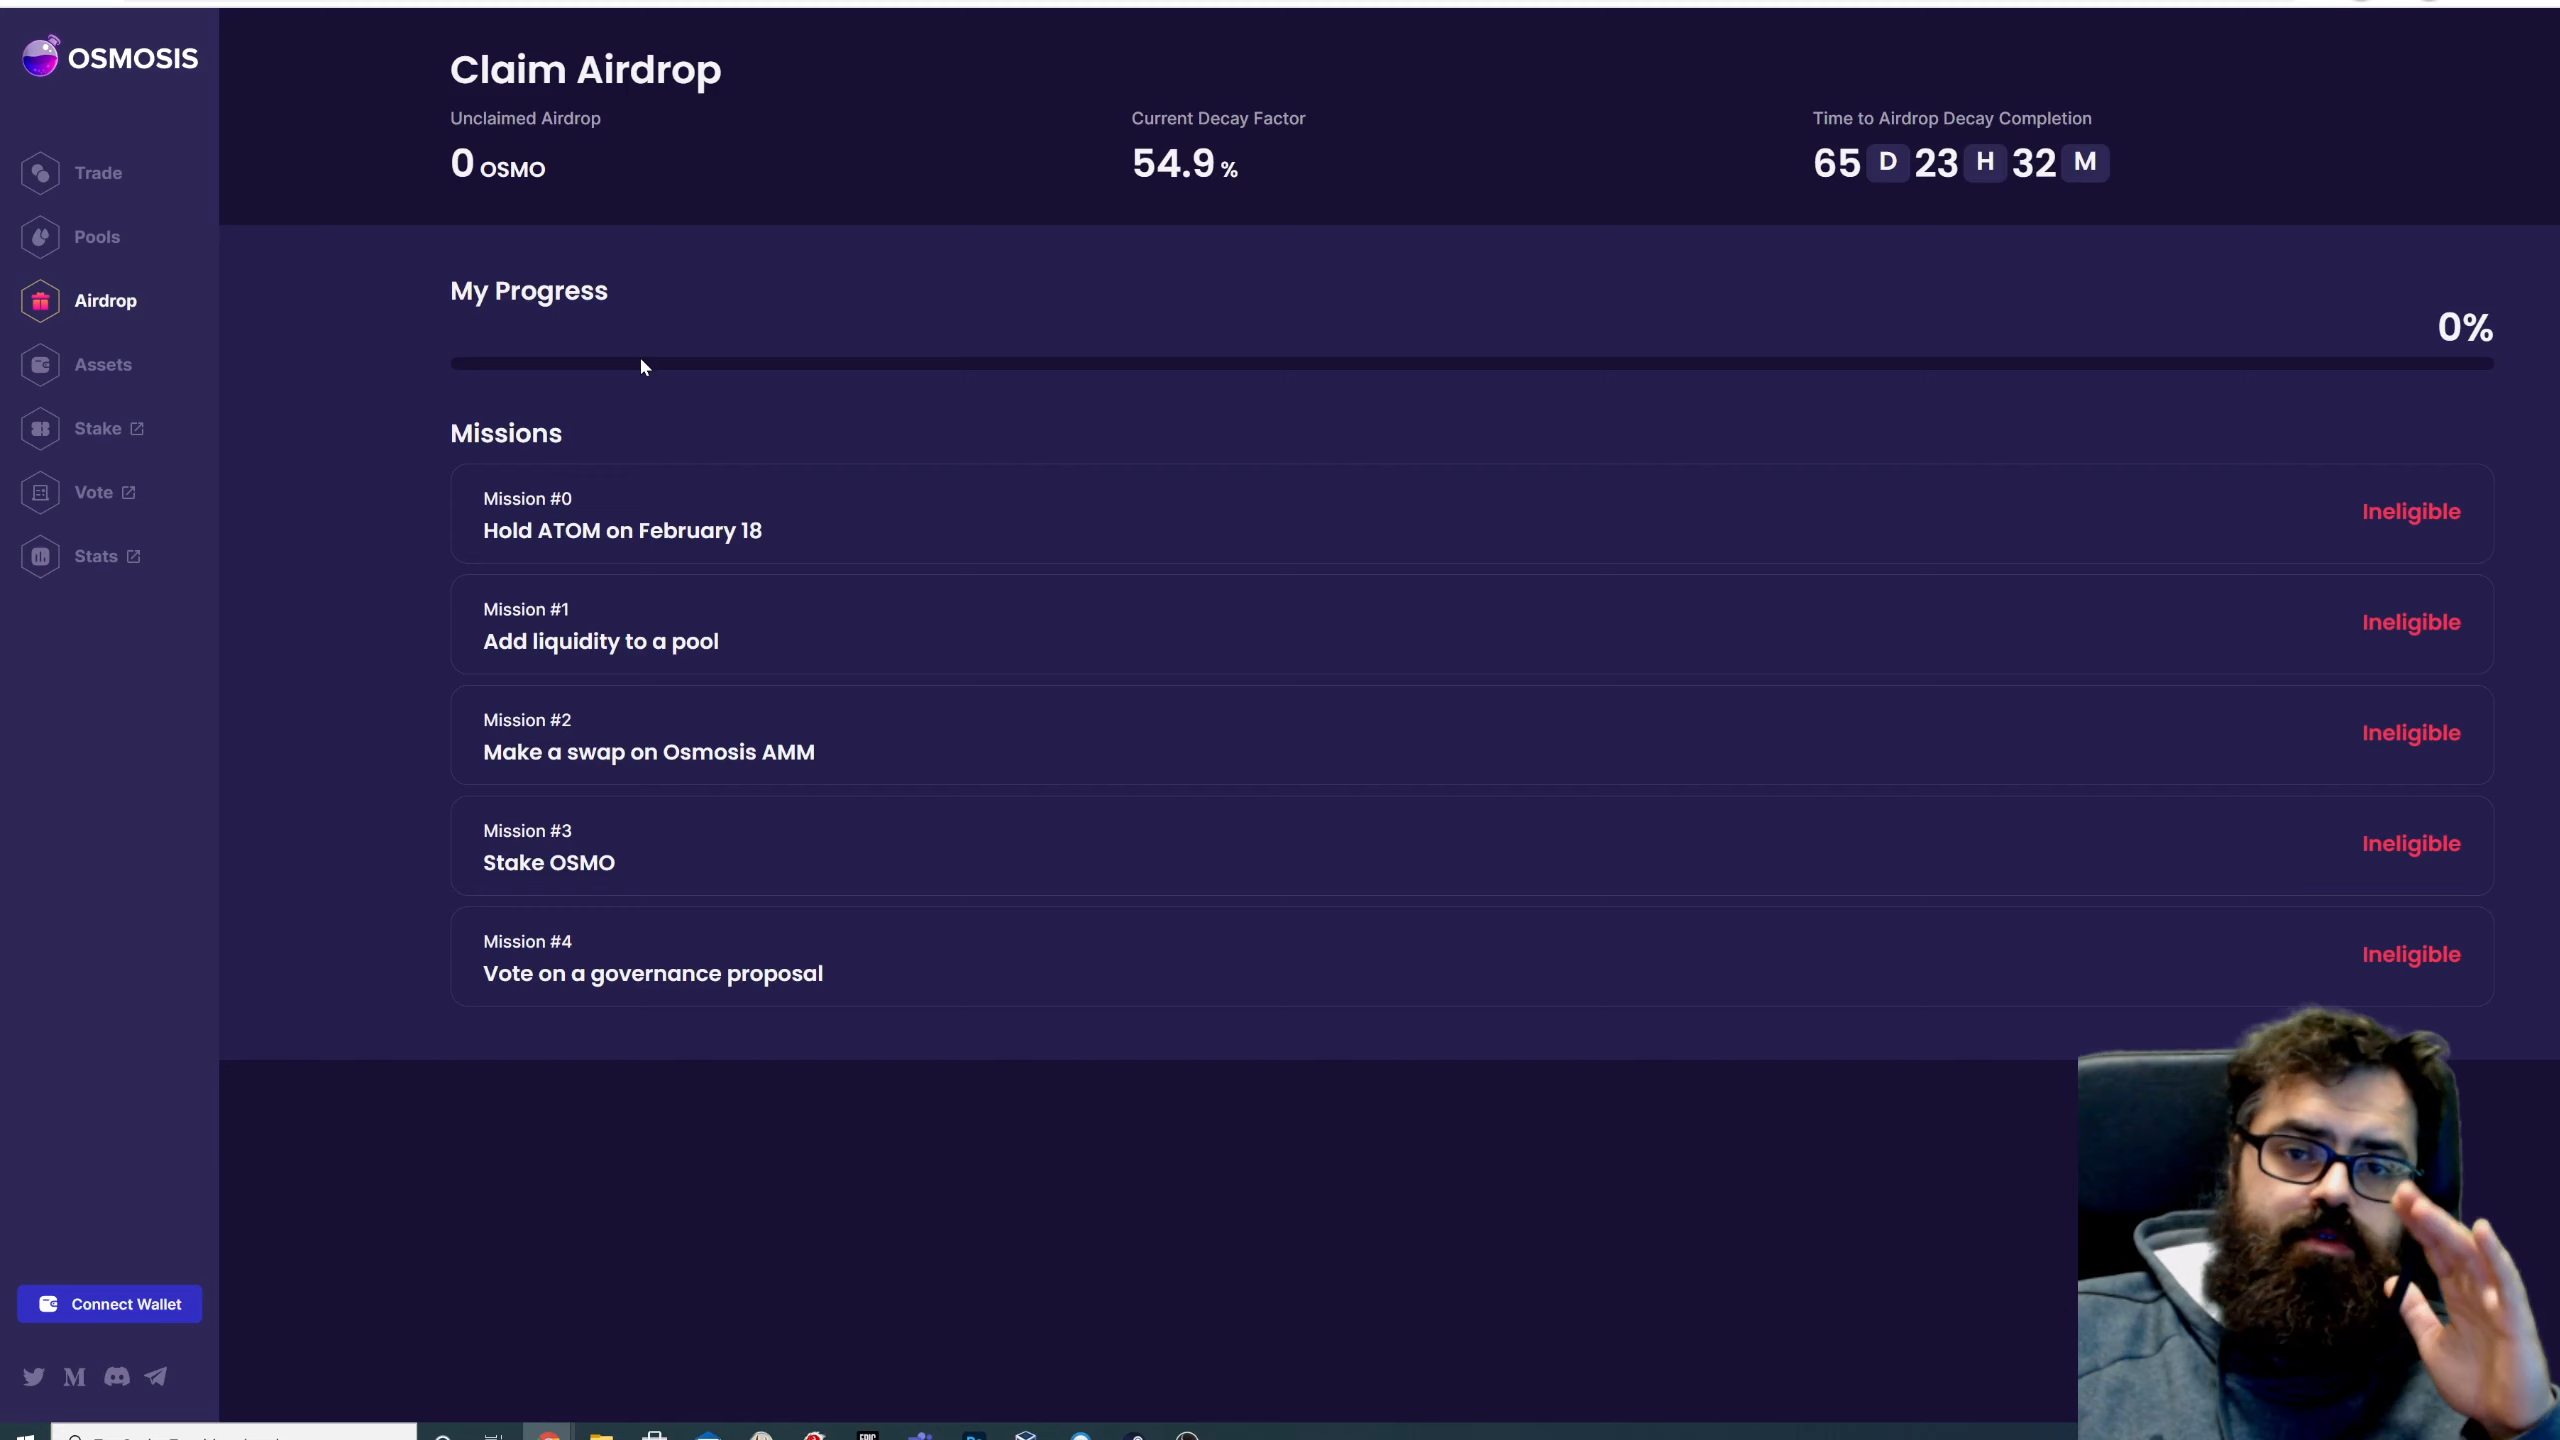 OSMOSIS
Trade
Pools
Airdrop
Assets
Stake
Vote
Stats
Connect Wallet
M
Claim Airdrop
Unclaimed Airdrop
0 OSMO
Current Decay Factor
54.9 %
Time to Airdrop Decay Completion
65 D 23 H 32 M
My Progress
0%
Missions
Mission #0
Hold ATOM on February 18
Ineligible
Mission #1
Add liquidity to a pool
Ineligible
Mission #2
Make a swap on Osmosis AMM
Ineligible
Mission #3
Stake OSMO
Ineligible
Mission #4
Vote on a governance proposal
Ineligible
EPIC